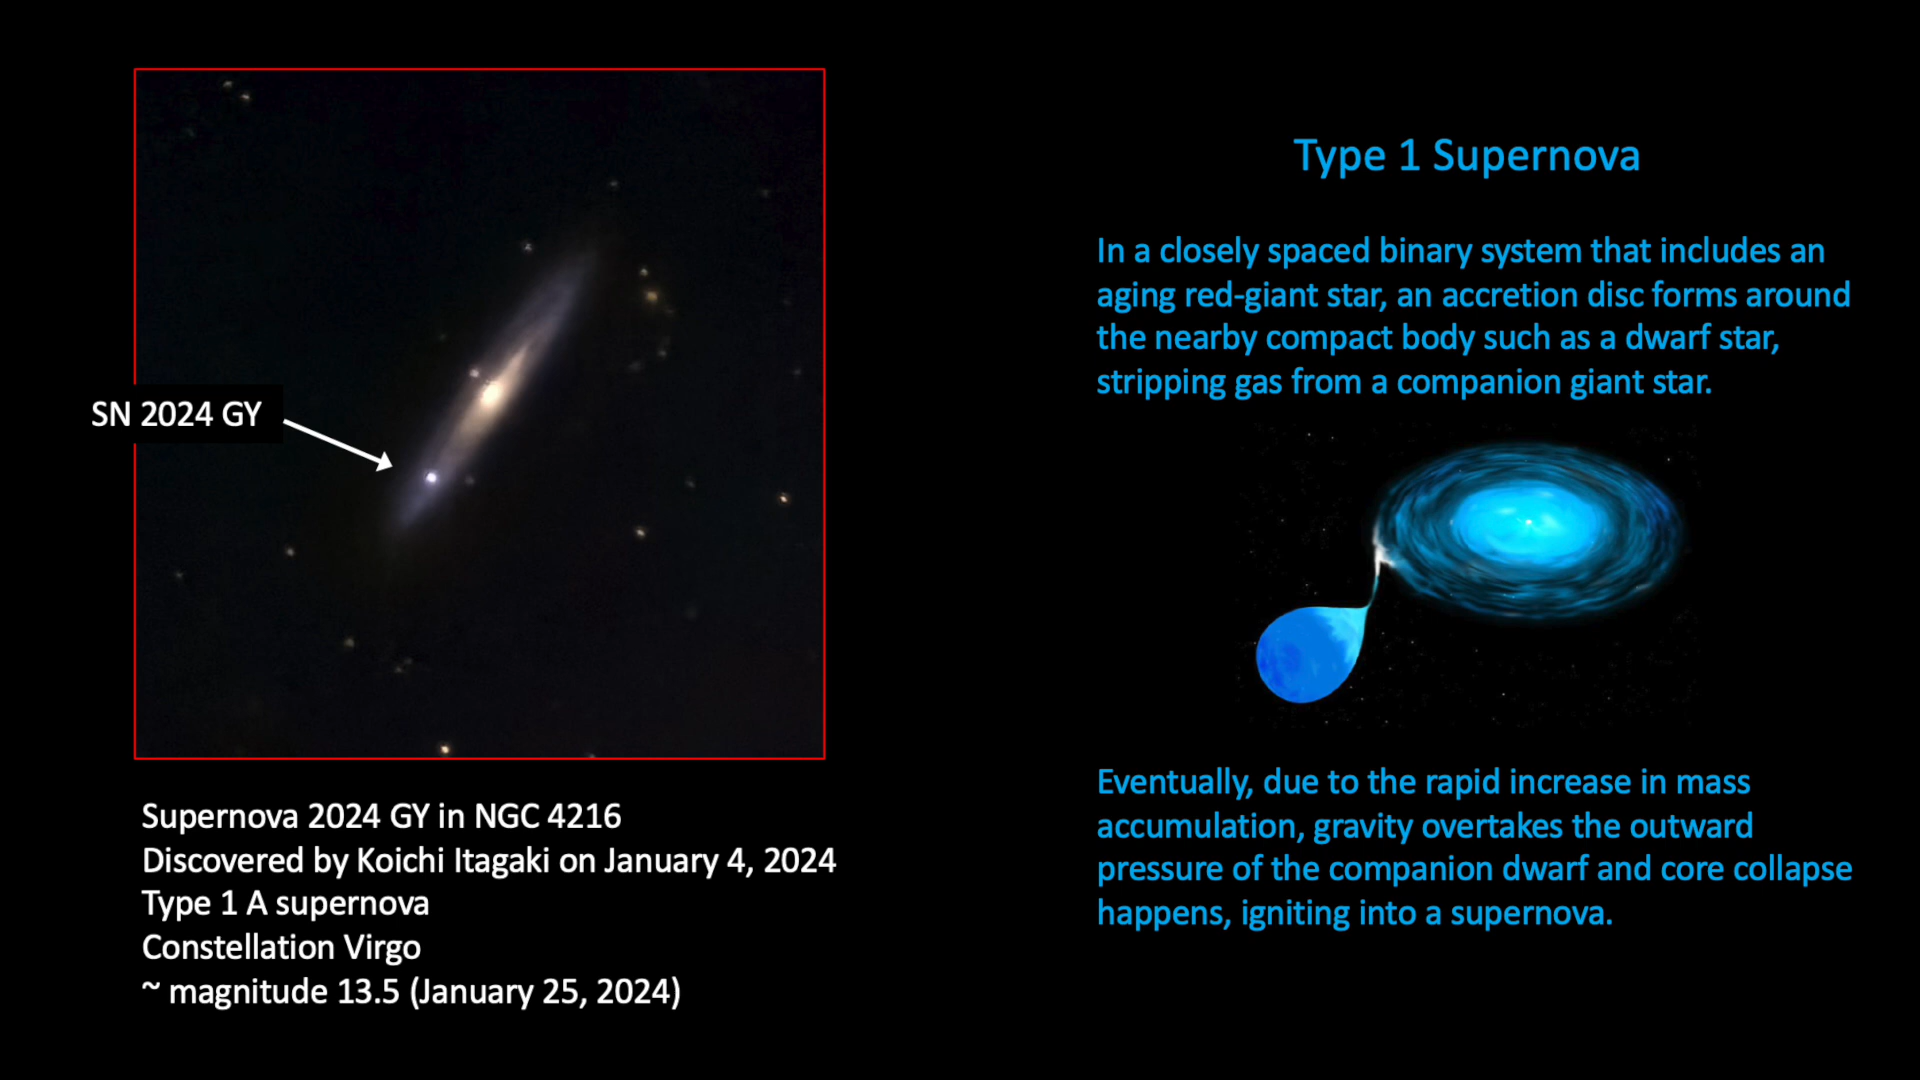 SN 2024 GY
Supernova 2024 GY in NGC 4216
Discovered by Koichi Itagaki on January 4, 2024
Type 1 A supernova
Constellation Virgo
~ magnitude 13.5 (January 25, 2024)
Type 1 Supernova
In a closely spaced binary system that includes an
aging red-giant star, an accretion disc forms around
the nearby compact body such as a dwarf star,
stripping gas from a companion giant star.
Eventually, due to the rapid increase in mass
accumulation, gravity overtakes the outward
pressure of the companion dwarf and core collapse
happens, igniting into a supernova.